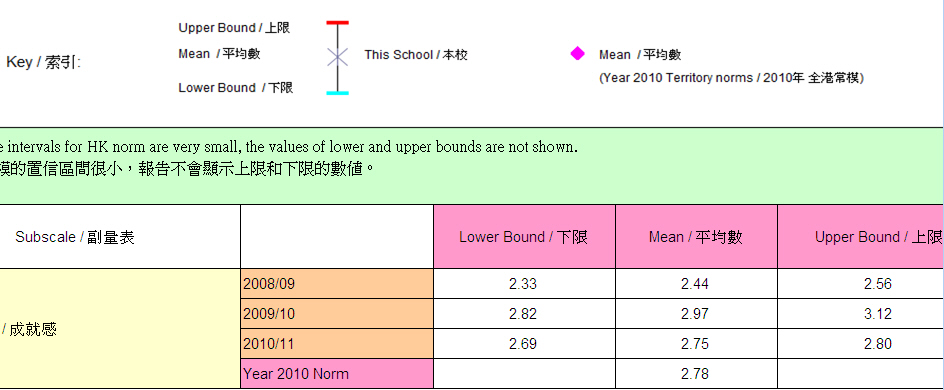 Upper Bound / 上限
Key / 索引: Mean / 平均數 This School / 本校 Mean / 平均數
Lower Bound / 下限 (Year 2010 Territory norms / 2010年 全港常模)
e intervals for HK norm are very small, the values of lower and upper bounds are not shown.
模的置信區間很小，報告不會顯示上限和下限的數值。
Subscale / 副量表 Lower Bound / 下限 Mean / 平均數 Upper Bound / 上限
2008/09 2.33 2.44 2.56
/ 成就感 2009/10 2.82 2.97 3.12
2010/11 2.69 2.75 2.80
Year 2010 Norm 2.78